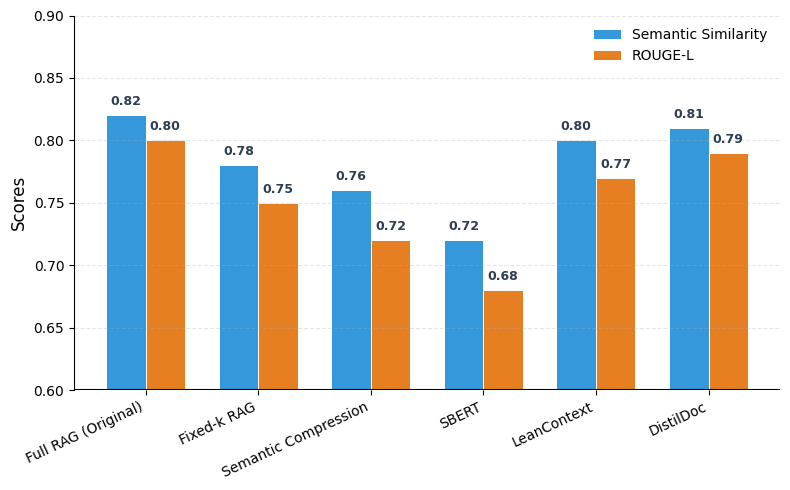 Semantic Similarity
ROUGE-L
Scores
0.90
0.85
0.80
0.75
0.70
0.65
0.60
0.82
0.80
0.78
0.75
0.76
0.72
0.72
0.68
0.80
0.77
0.81
0.79
Full RAG (Original)
Fixed-k RAG
Semantic Compression
SBERT
LeanContext
DistilDoc